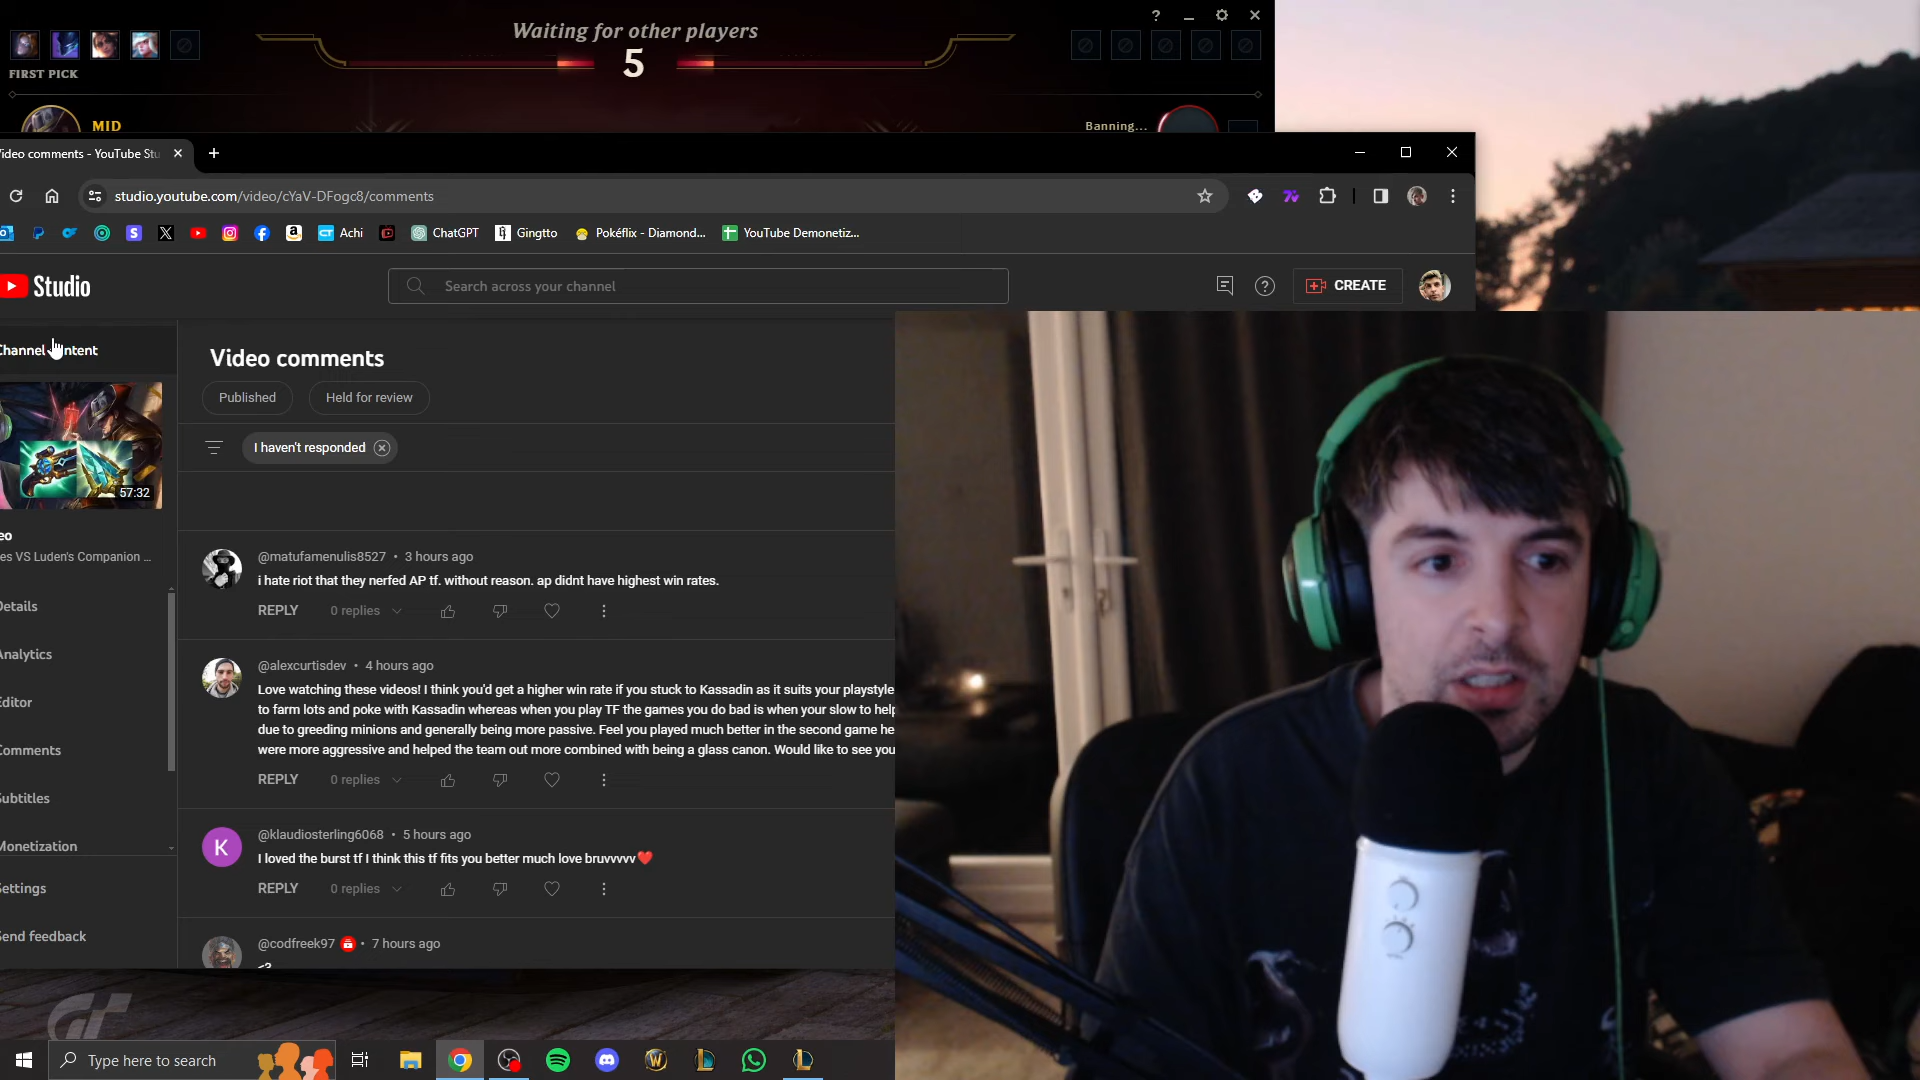 Waiting for other players
5
FIRST PICK
MID
Banning...
Video comments - YouTube Stu
studio.youtube.com/video/cYaV-DFogc8/comments
Achi
ChatGPT
Gingtto
Pokéflix - Diamond...
YouTube Demonetiz...
Studio
Search across your channel
CREATE
Channel content
57:32
eo
es VS Luden's Companion ...
Details
Analytics
Editor
Comments
Subtitles
Monetization
Settings
Send feedback
Video comments
Published
Held for review
I haven't responded
@matufamenulis8527 • 3 hours ago
i hate riot that they nerfed AP tf. without reason. ap didnt have highest win rates.
REPLY
0 replies
@alexcurtisdev • 4 hours ago
Love watching these videos! I think you'd get a higher win rate if you stuck to Kassadin as it suits your playstyle
to farm lots and poke with Kassadin whereas when you play TF the games you do bad is when your slow to help
due to greeding minions and generally being more passive. Feel you played much better in the second game he
were more aggressive and helped the team out more combined with being a glass canon. Would like to see you
REPLY
0 replies
K
@klaudiosterling6068 • 5 hours ago
I loved the burst tf I think this tf fits you better much love bruvvvvv❤️
REPLY
0 replies
@codfreek97 • 7 hours ago
<3
GT
Type here to search